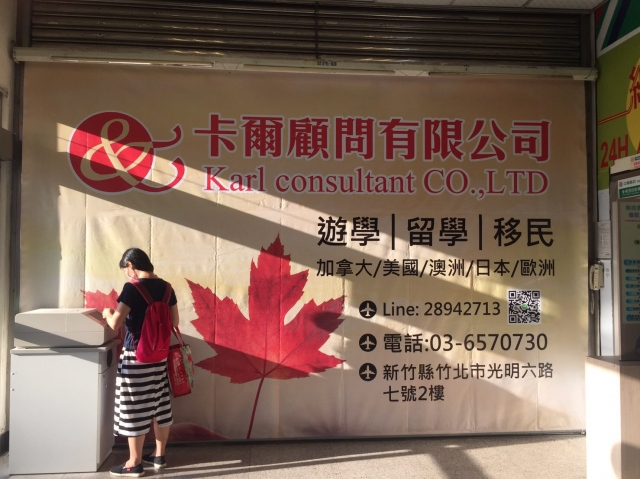 &
卡爾顧問有限公司
Karl consultant CO.,LTD
遊學|留學|移民
加拿大/美國/澳洲/日本/歐洲
Line: 28942713
電話:03-6570730
新竹縣竹北市光明六路
七號2樓
24H